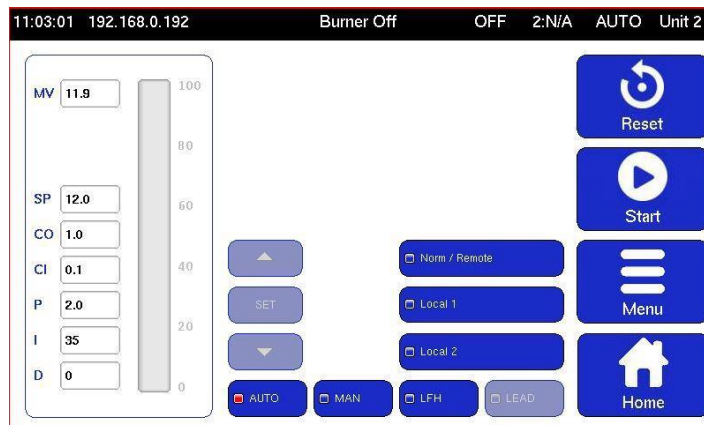 11:03:01 192.168.0.192 Burner Off OFF 2:N/A AUTO Unit 2
MV 11.9
100
80
60
40
20
0
SP 12.0
CO 1.0
CI 0.1
P 2.0
I 35
D 0
SET
Norm / Remote
Local 1
Local 2
AUTO MAN LFH LEAD
Reset
Start
Menu
Home